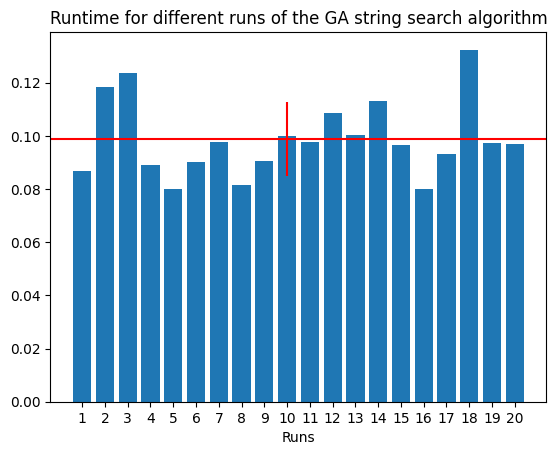 Runtime for different runs of the GA string search algorithm
0.12
0.10
0.08
0.06
0.04
0.02
0.00
1 2 3 4 5 6 7 8 9 10 11 12 13 14 15 16 17 18 19 20
Runs